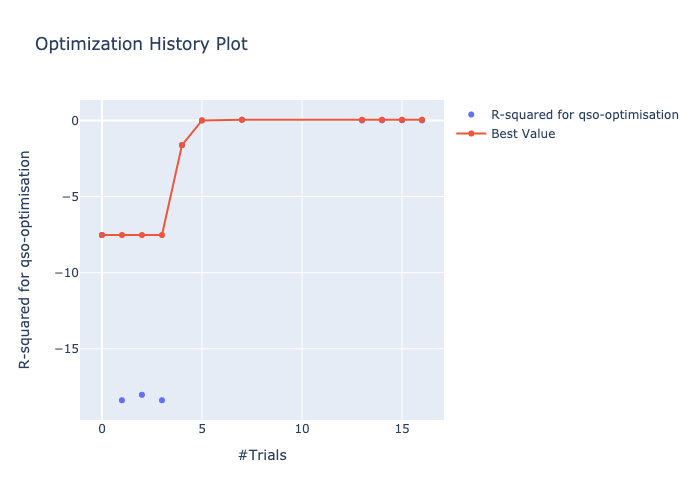 Optimization History Plot
R-squared for qso-optimisation
Best Value
R-squared for qso-optimisation
0
−5
−10
−15
0
5
10
15
#Trials